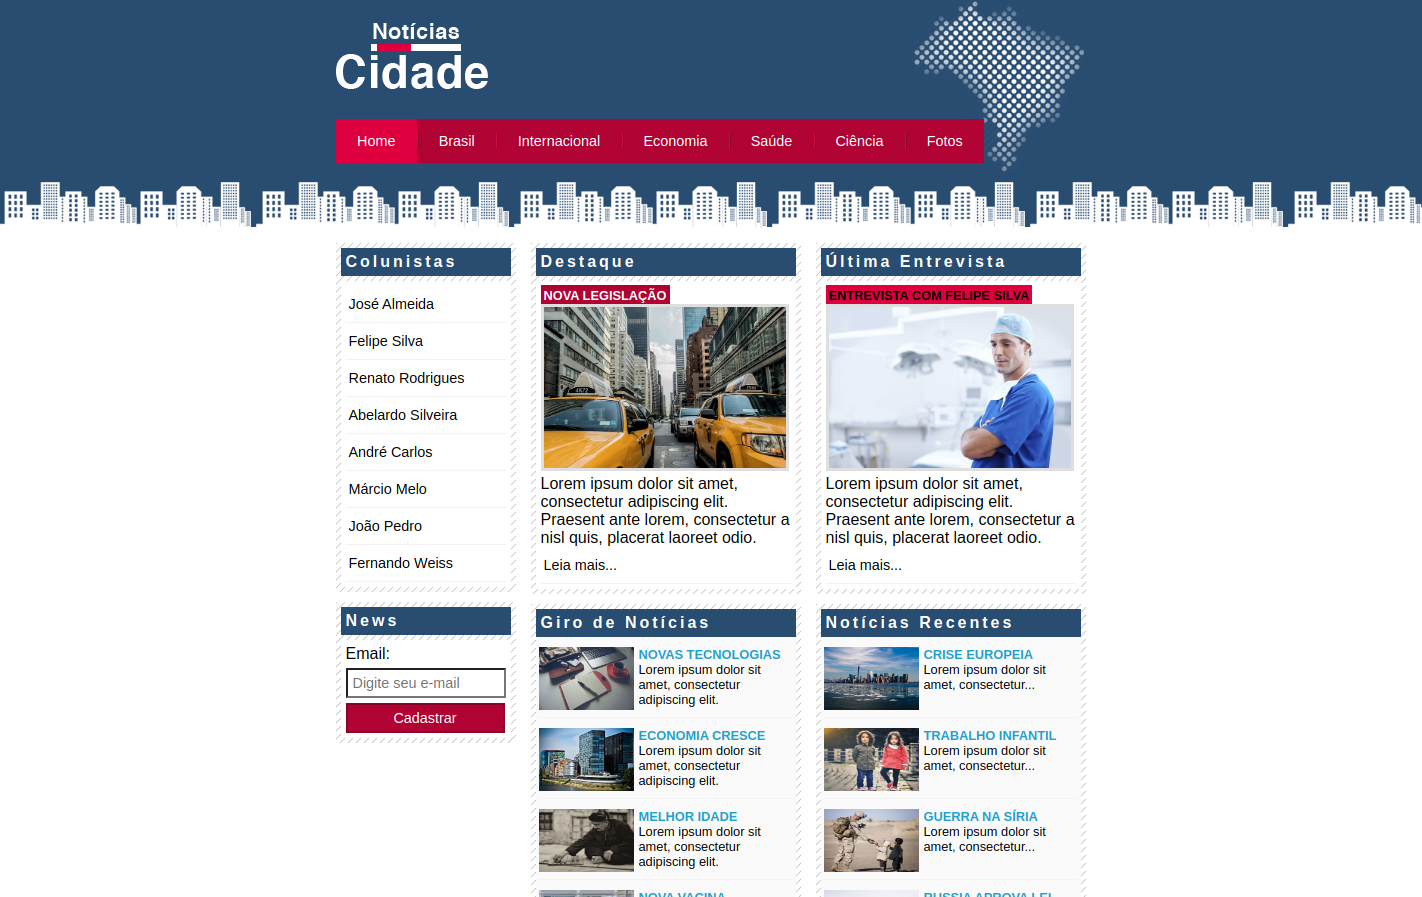 Notícias
Cidade
Home
Brasil
Internacional
Economia
Saúde
Ciência
Fotos
Colunistas
José Almeida
Felipe Silva
Renato Rodrigues
Abelardo Silveira
André Carlos
Márcio Melo
João Pedro
Fernando Weiss
News
Email:
Digite seu e-mail
Cadastrar
Destaque
NOVA LEGISLAÇÃO
Lorem ipsum dolor sit amet,
consectetur adipiscing elit.
Praesent ante lorem, consectetur a
nisl quis, placerat laoreet odio.
Leia mais...
Última Entrevista
ENTREVISTA COM FELIPE SILVA
Lorem ipsum dolor sit amet,
consectetur adipiscing elit.
Praesent ante lorem, consectetur a
nisl quis, placerat laoreet odio.
Leia mais...
Giro de Notícias
NOVAS TECNOLOGIAS
Lorem ipsum dolor sit
amet, consectetur
adipiscing elit.
ECONOMIA CRESCE
Lorem ipsum dolor sit
amet, consectetur
adipiscing elit.
MELHOR IDADE
Lorem ipsum dolor sit
amet, consectetur
adipiscing elit.
NOVA VACINA
Notícias Recentes
CRISE EUROPEIA
Lorem ipsum dolor sit
amet, consectetur...
TRABALHO INFANTIL
Lorem ipsum dolor sit
amet, consectetur...
GUERRA NA SÍRIA
Lorem ipsum dolor sit
amet, consectetur...
RUSSIA APROVA LEI